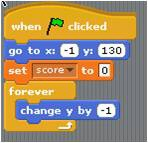 when clicked
go to x: -1 y: 130
set score to 0
forever
change y by -1